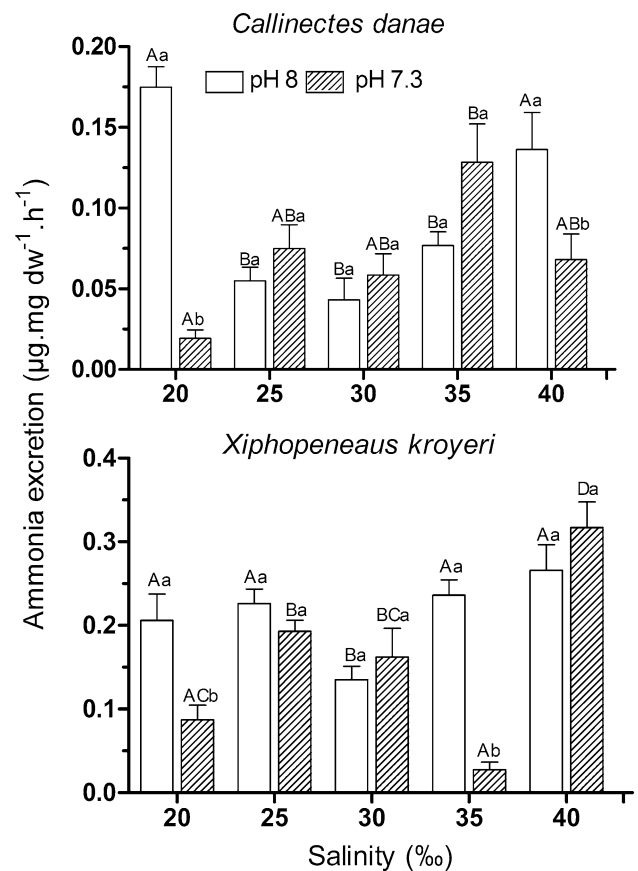 Callinectes danae
0.20
0.15
0.10
0.05
0.00
pH 8 pH 7.3
Aa Ab Ba ABa Ba ABa Ba Ba Aa ABb
20 25 30 35 40
Ammonia excretion (µg.mg dw-1.h-1)
Xiphopeneaus kroyeri
0.4
0.3
0.2
0.1
0.0
Aa ACb Aa Ba Ba BCa Aa Ab Aa Da
20 25 30 35 40
Salinity (‰)